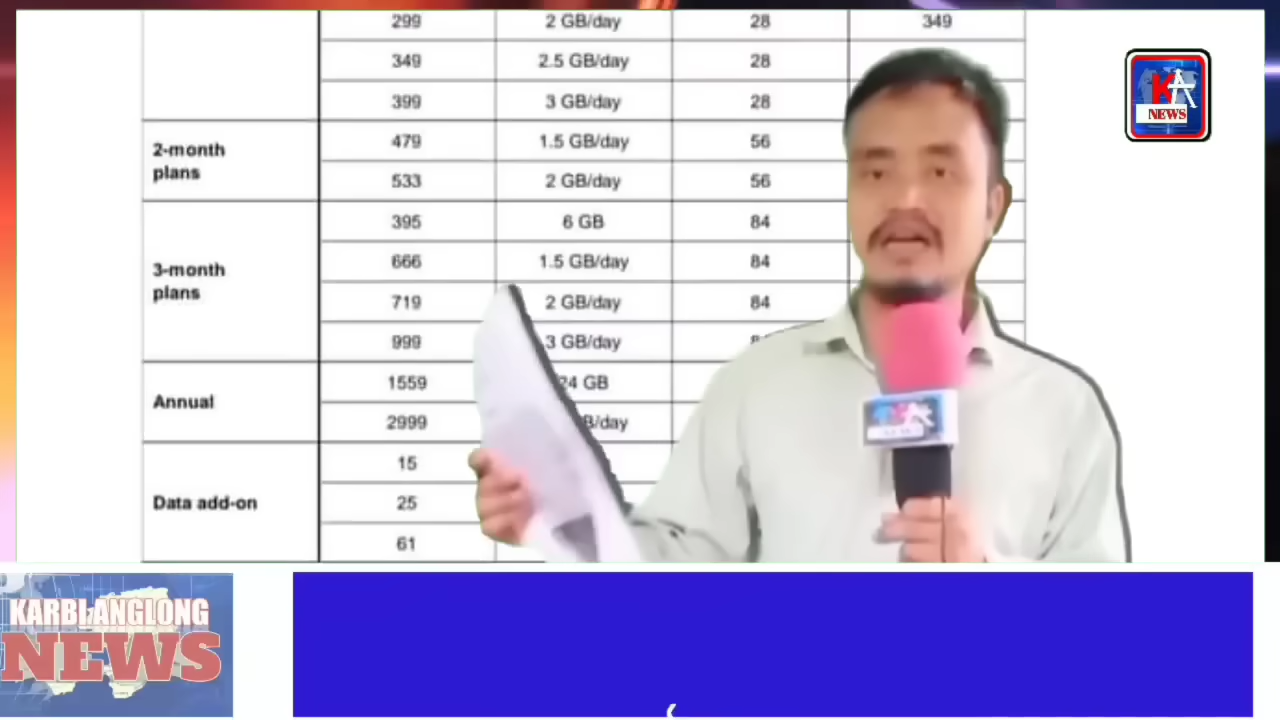 299 2 GB/day 28 349
349 2.5 GB/day 28
399 3 GB/day 28
2-month
plans
479 1.5 GB/day 56
533 2 GB/day 56
3-month
plans
395 6 GB 84
666 1.5 GB/day 84
719 2 GB/day 84
999 3 GB/day
Annual
1559 24 GB
2999 B/day
Data add-on
15
25
61
KA
NEWS
KARBI ANGLONG
NEWS